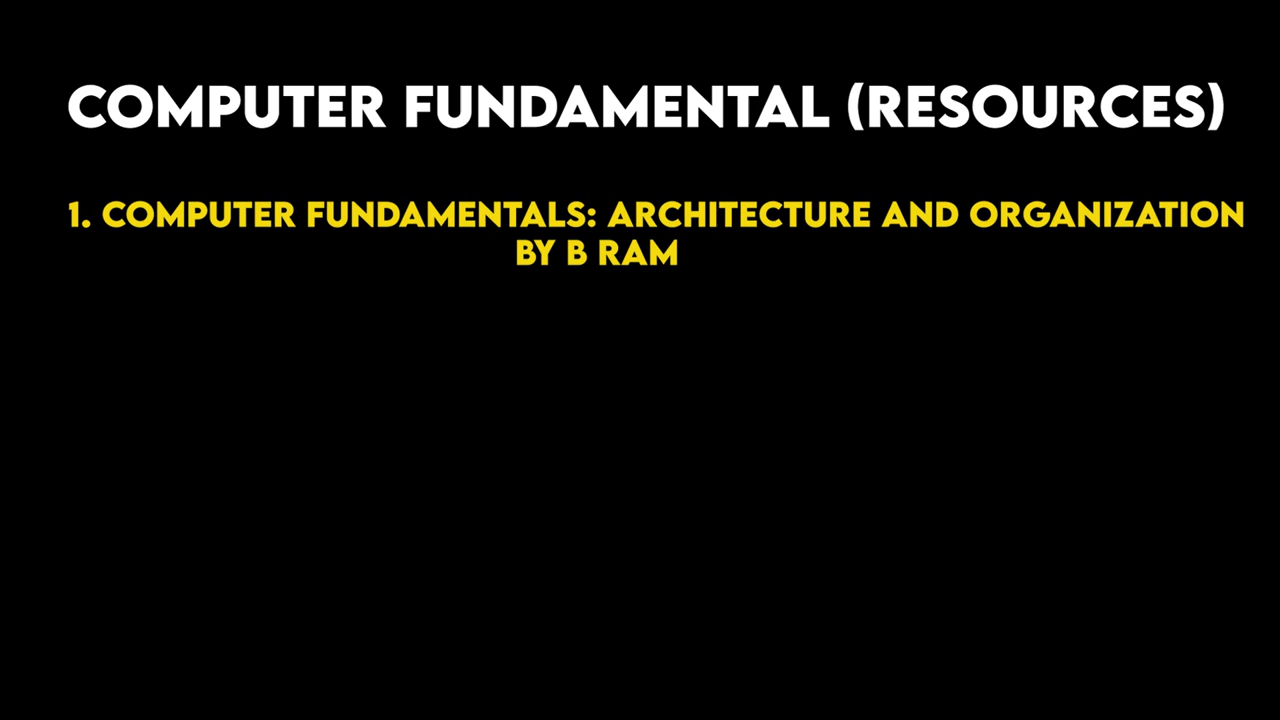 COMPUTER FUNDAMENTAL (RESOURCES)
1. COMPUTER FUNDAMENTALS: ARCHITECTURE AND ORGANIZATION
BY B RAM